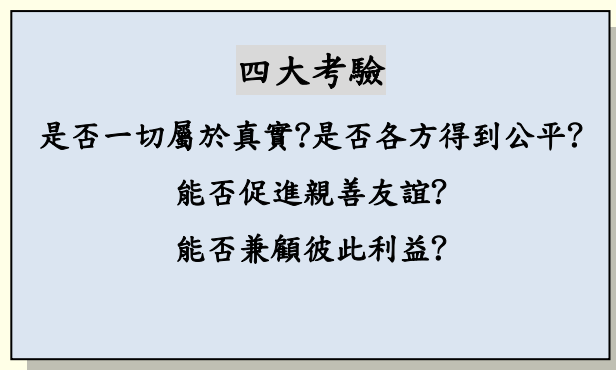 四大考驗
是否一切屬於真實?是否各方得到公平?
能否促進親善友誼?
能否兼顧彼此利益?